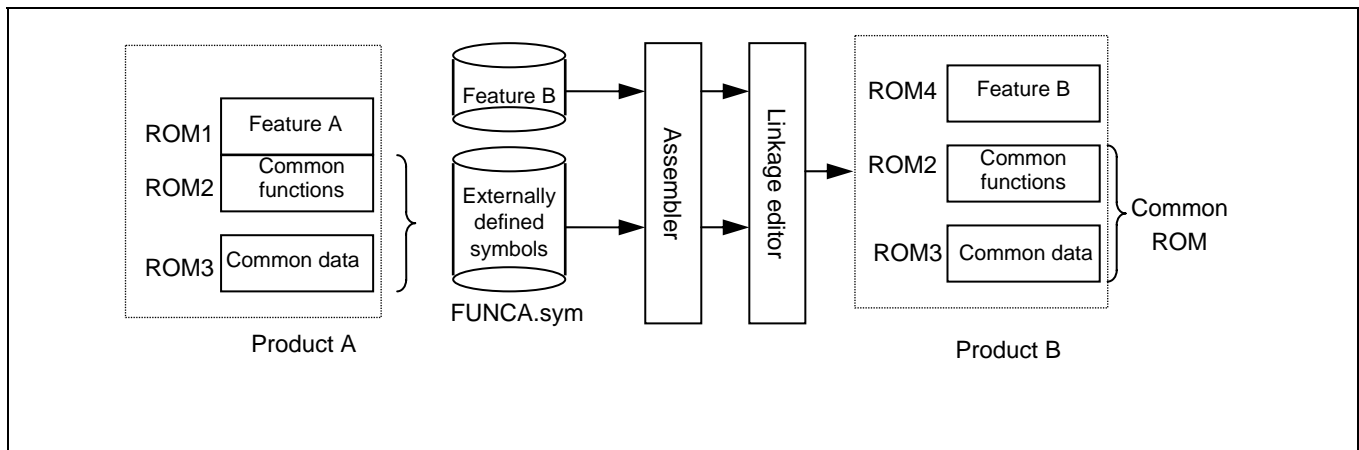 ROM1
Feature A
ROM2
Common
functions
ROM3
Common data
Product A
Feature B
Externally
defined
symbols
FUNCA.sym
Assembler
Linkage editor
ROM4
Feature B
ROM2
Common
functions
ROM3
Common data
Common
ROM
Product B